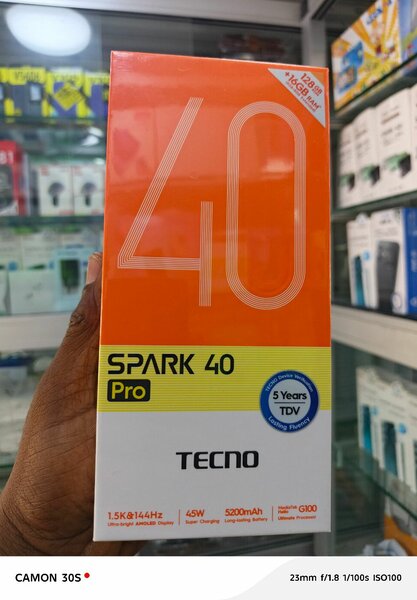 128GB
+16GB RAM*
40
SPARK 40
Pro
TECNO Device Verification
5 Years
TDV
Lasting Fluency
TECNO
1.5K&144Hz
Ultra-bright AMOLED Display
45W
Super Charging
5200mAh
Long-lasting Battery
MediaTek
Helio G100
Ultimate Processor
CAMON 30S
23mm f/1.8 1/100s ISO100